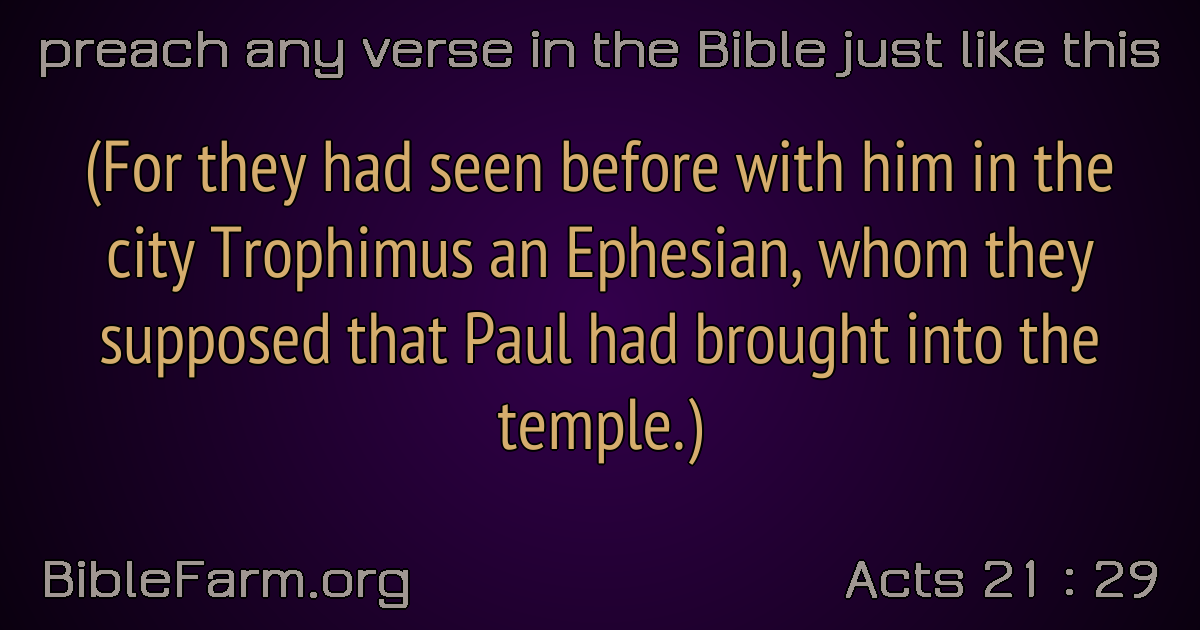 preach any verse in the Bible just like this
(For they had seen before with him in the
city Trophimus an Ephesian, whom they
supposed that Paul had brought into the
temple.)
BibleFarm.org
Acts 21 : 29